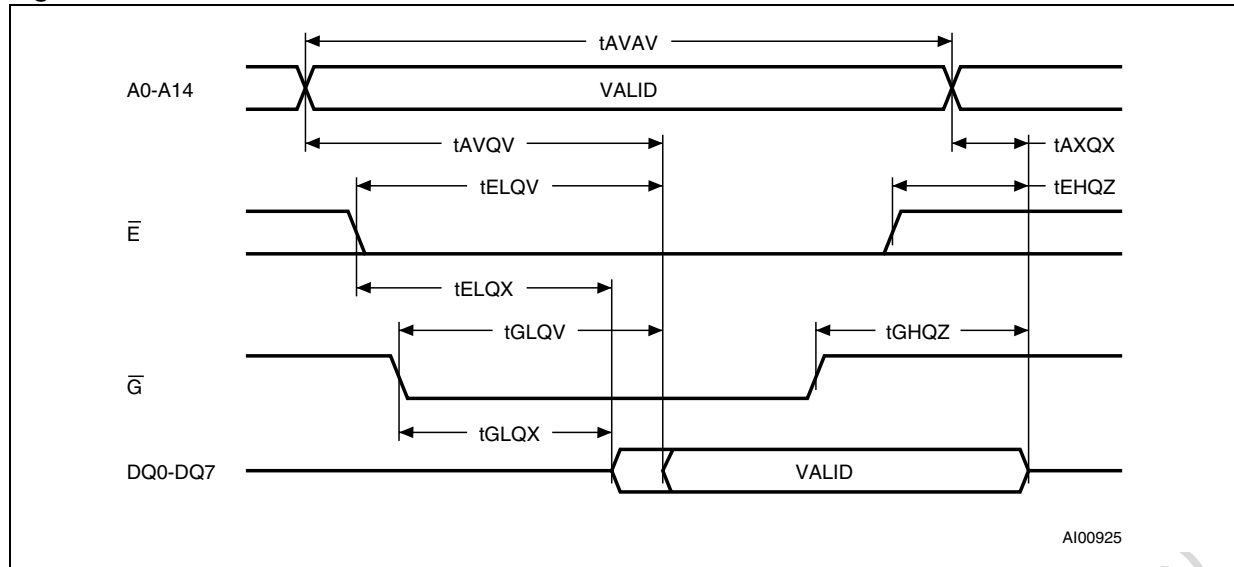 tAVAV
A0-A14 VALID
tAVQV tAXQX
tELQV tEHQZ
E̅
tELQX
tGLQV tGHQZ
G̅
tGLQX
DQ0-DQ7 VALID
AI00925